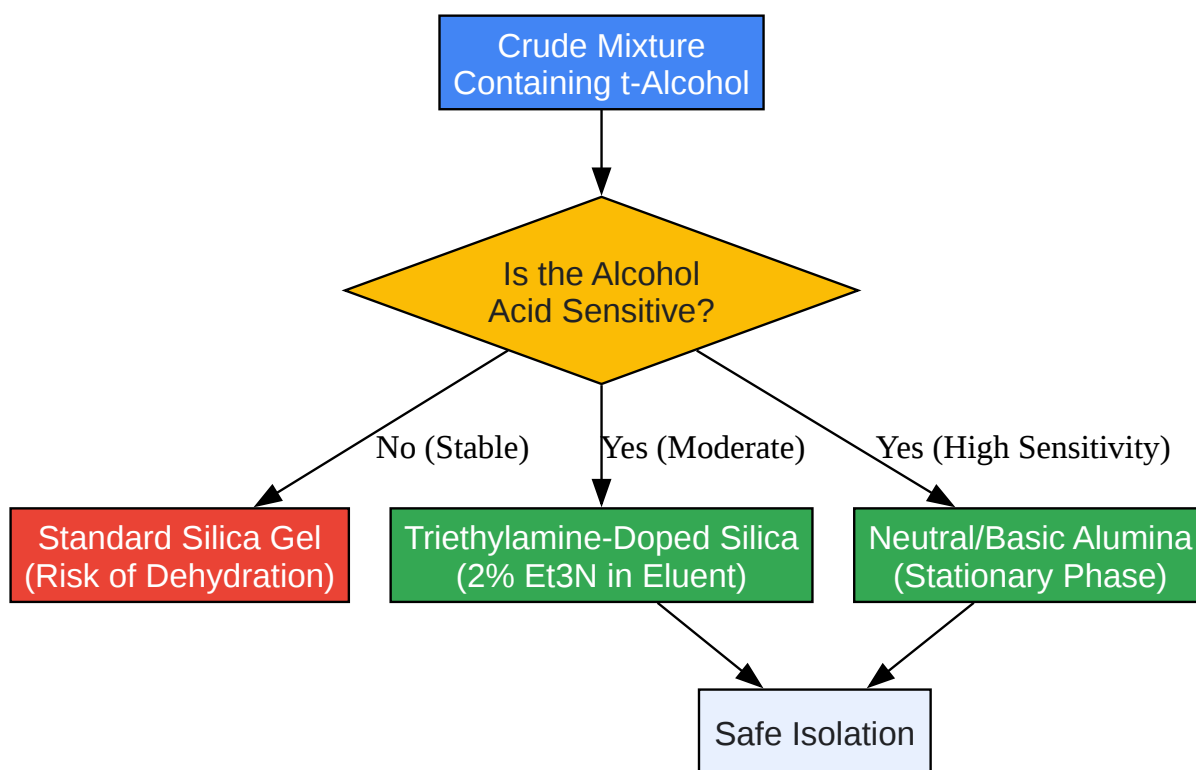 Crude Mixture
Containing t-Alcohol
Is the Alcohol
Acid Sensitive?
No (Stable)
Yes (Moderate)
Yes (High Sensitivity)
Standard Silica Gel
(Risk of Dehydration)
Triethylamine-Doped Silica
(2% Et3N in Eluent)
Neutral/Basic Alumina
(Stationary Phase)
Safe Isolation